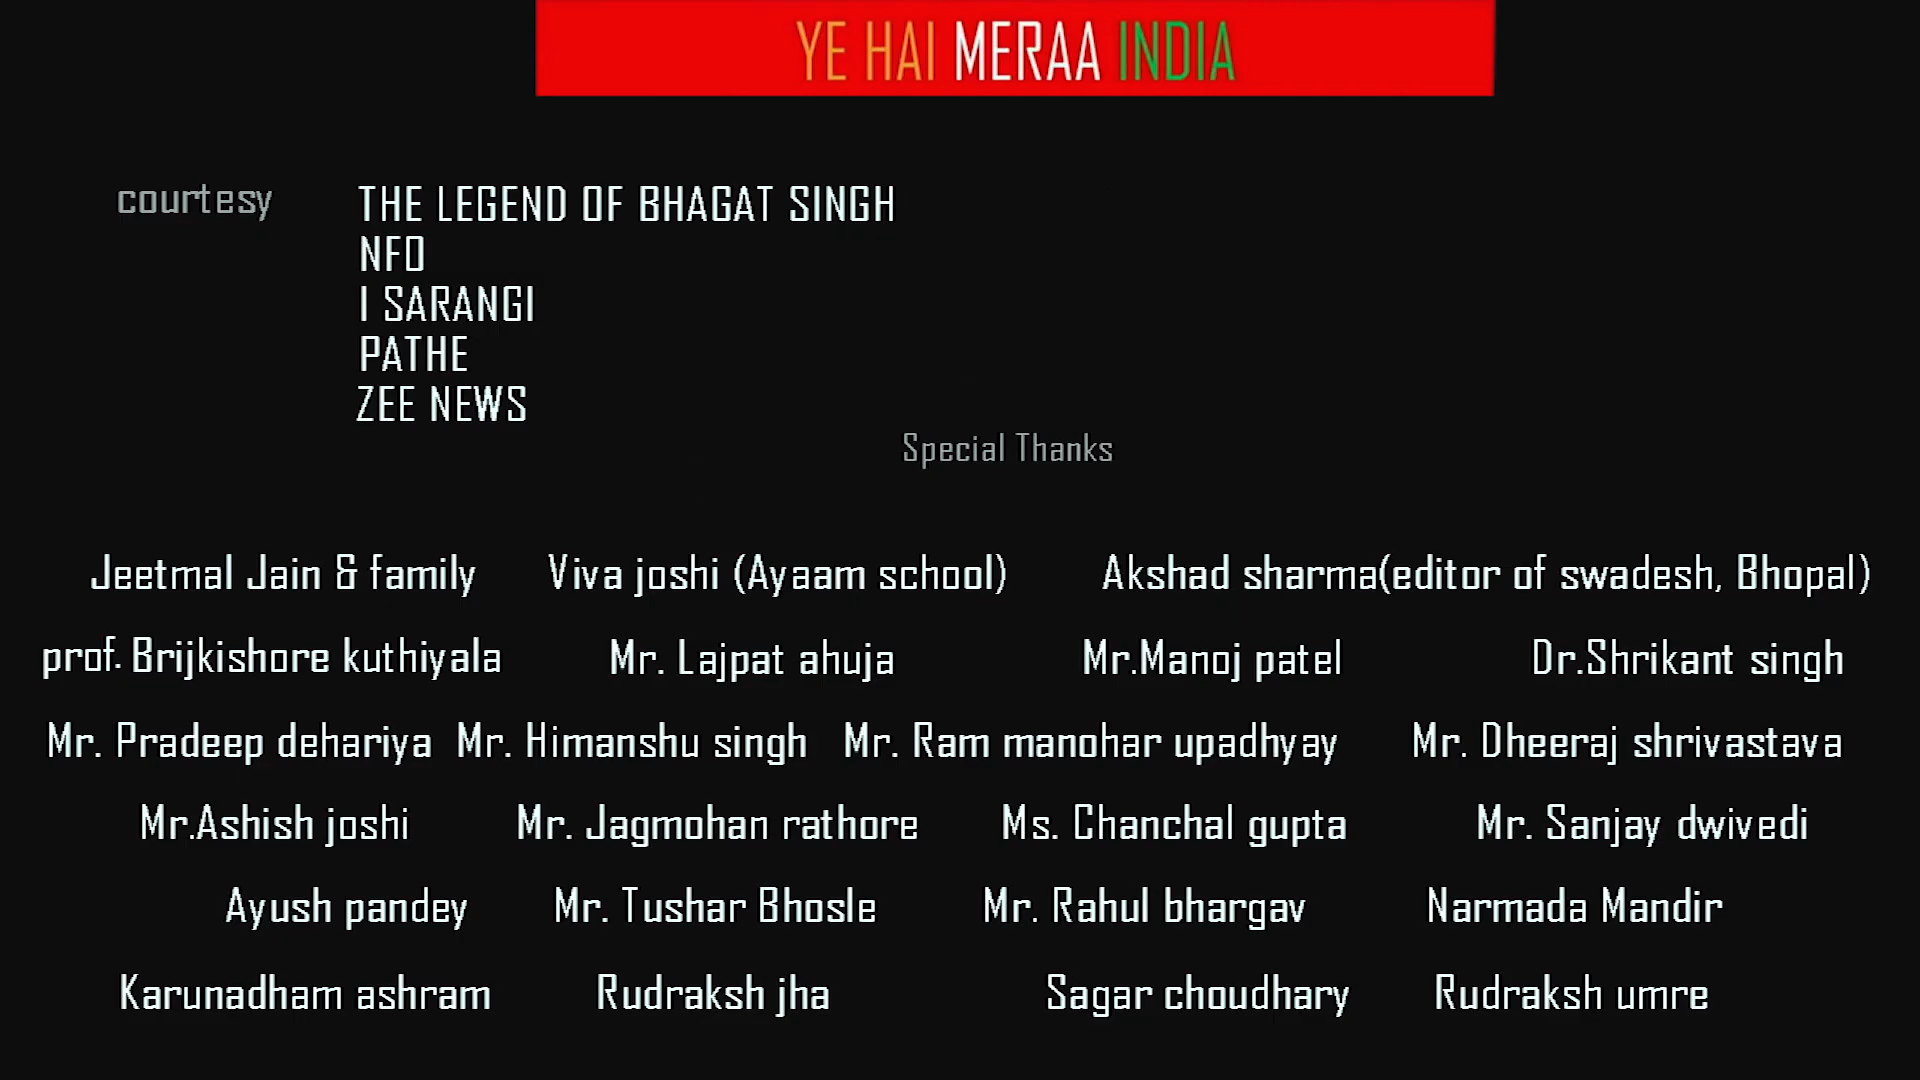 YE HAI MERAA INDIA
courtesy THE LEGEND OF BHAGAT SINGH
NFO
I SARANGI
PATHE
ZEE NEWS
Special Thanks
Jeetmal Jain & family Viva joshi (Ayaam school) Akshad sharma(editor of swadesh, Bhopal)
prof. Brijkishore kuthiyala Mr. Lajpat ahuja Mr.Manoj patel Dr.Shrikant singh
Mr. Pradeep dehariya Mr. Himanshu singh Mr. Ram manohar upadhyay Mr. Dheeraj shrivastava
Mr.Ashish joshi Mr. Jagmohan rathore Ms. Chanchal gupta Mr. Sanjay dwivedi
Ayush pandey Mr. Tushar Bhosle Mr. Rahul bhargav Narmada Mandir
Karunadham ashram Rudraksh jha Sagar choudhary Rudraksh umre